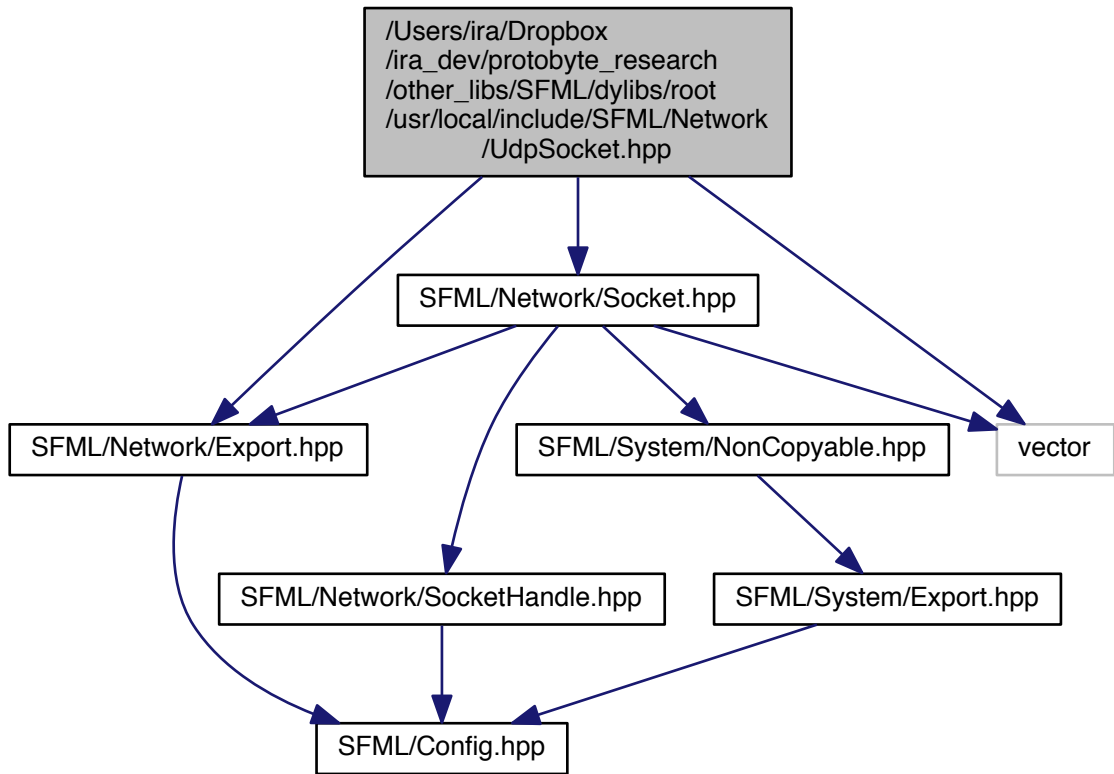 /Users/ira/Dropbox
/ira_dev/protobyte_research
/other_libs/SFML/dylibs/root
/usr/local/include/SFML/Network
/UdpSocket.hpp
SFML/Network/Socket.hpp
SFML/Network/Export.hpp
SFML/System/NonCopyable.hpp
vector
SFML/Network/SocketHandle.hpp
SFML/System/Export.hpp
SFML/Config.hpp